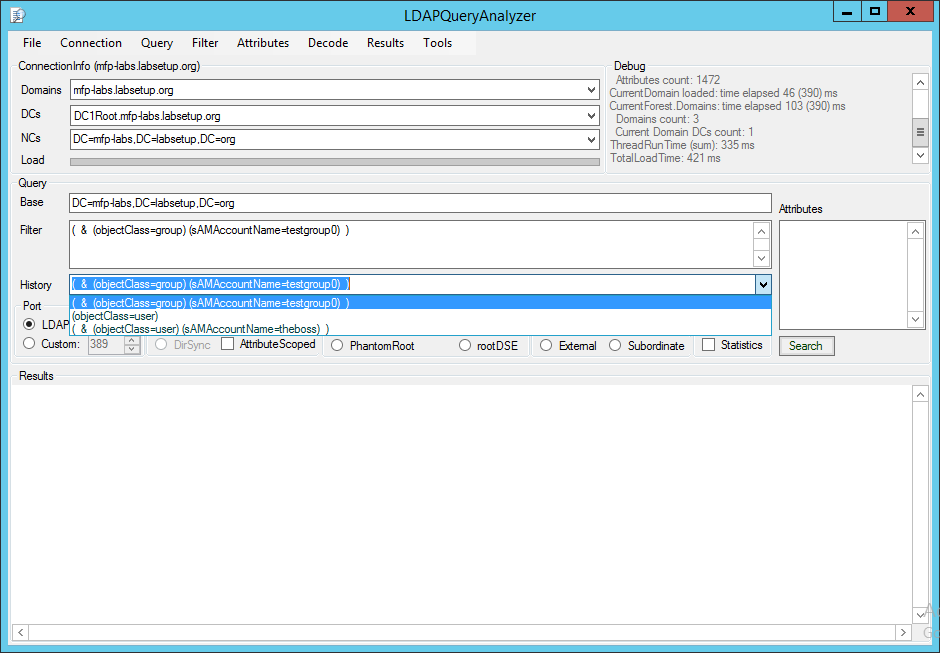 LDAPQueryAnalyzer
File Connection Query Filter Attributes Decode Results Tools
ConnectionInfo (mfp-labs.labsetup.org)
Domains mfp-labs.labsetup.org
DCs DC1Root.mfp-labs.labsetup.org
NCs DC=mfp-labs,DC=labsetup,DC=org
Load
Debug
Attributes count: 1472
CurrentDomain loaded: time elapsed 46 (390) ms
CurrentForest.Domains: time elapsed 103 (390) ms
Domains count: 3
Current Domain DCs count: 1
ThreadRunTime (sum): 335 ms
TotalLoadTime: 421 ms
Query
Base DC=mfp-labs,DC=labsetup,DC=org
Filter ( & (objectClass=group) (sAMAccountName=testgroup0) )
Attributes
History ( & (objectClass=group) (sAMAccountName=testgroup0) )
( & (objectClass=group) (sAMAccountName=testgroup0) )
(objectClass=user)
( & (objectClass=user) (sAMAccountName=theboss) )
Port
LDAP
Custom: 389 DirSync AttributeScoped PhantomRoot rootDSE External Subordinate Statistics Search
Results